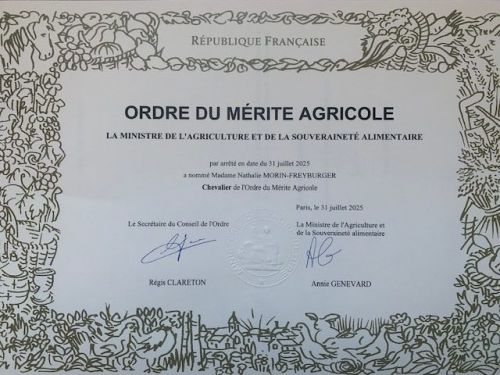 RÉPUBLIQUE FRANÇAISE
ORDRE DU MÉRITE AGRICOLE
LA MINISTRE DE L'AGRICULTURE ET DE LA SOUVERAINETÉ ALIMENTAIRE
par arrêté en date du 31 juillet 2025
a nommé Madame Nathalie MORIN-FREYBURGER
Chevalier de l'Ordre du Mérite Agricole
Paris, le 31 juillet 2025
Le Secrétaire du Conseil de l'Ordre
La Ministre de l'Agriculture et
de la Souveraineté alimentaire
Régis CLARETON
Annie GENEVARD